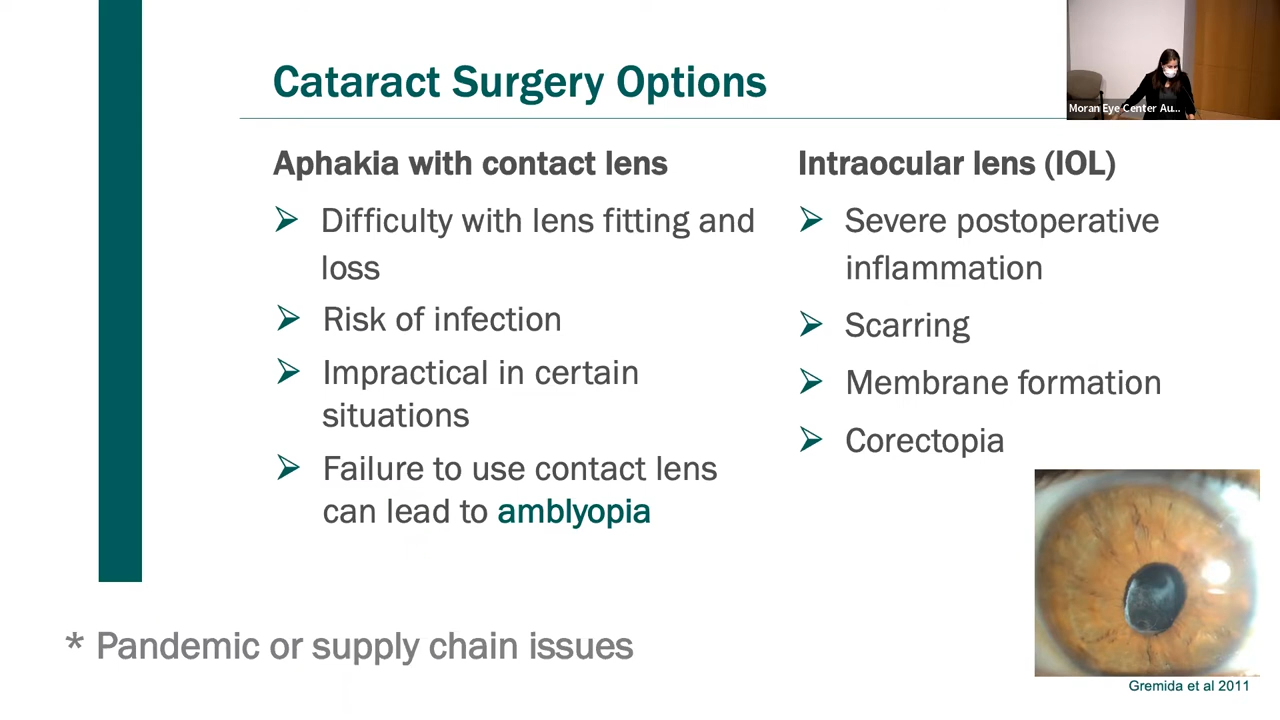 Cataract Surgery Options
Moran Eye Center Au...
Aphakia with contact lens
Difficulty with lens fitting and
loss
Risk of infection
Impractical in certain
situations
Failure to use contact lens
can lead to amblyopia
Intraocular lens (IOL)
Severe postoperative
inflammation
Scarring
Membrane formation
Corectopia
* Pandemic or supply chain issues
Gremida et al 2011